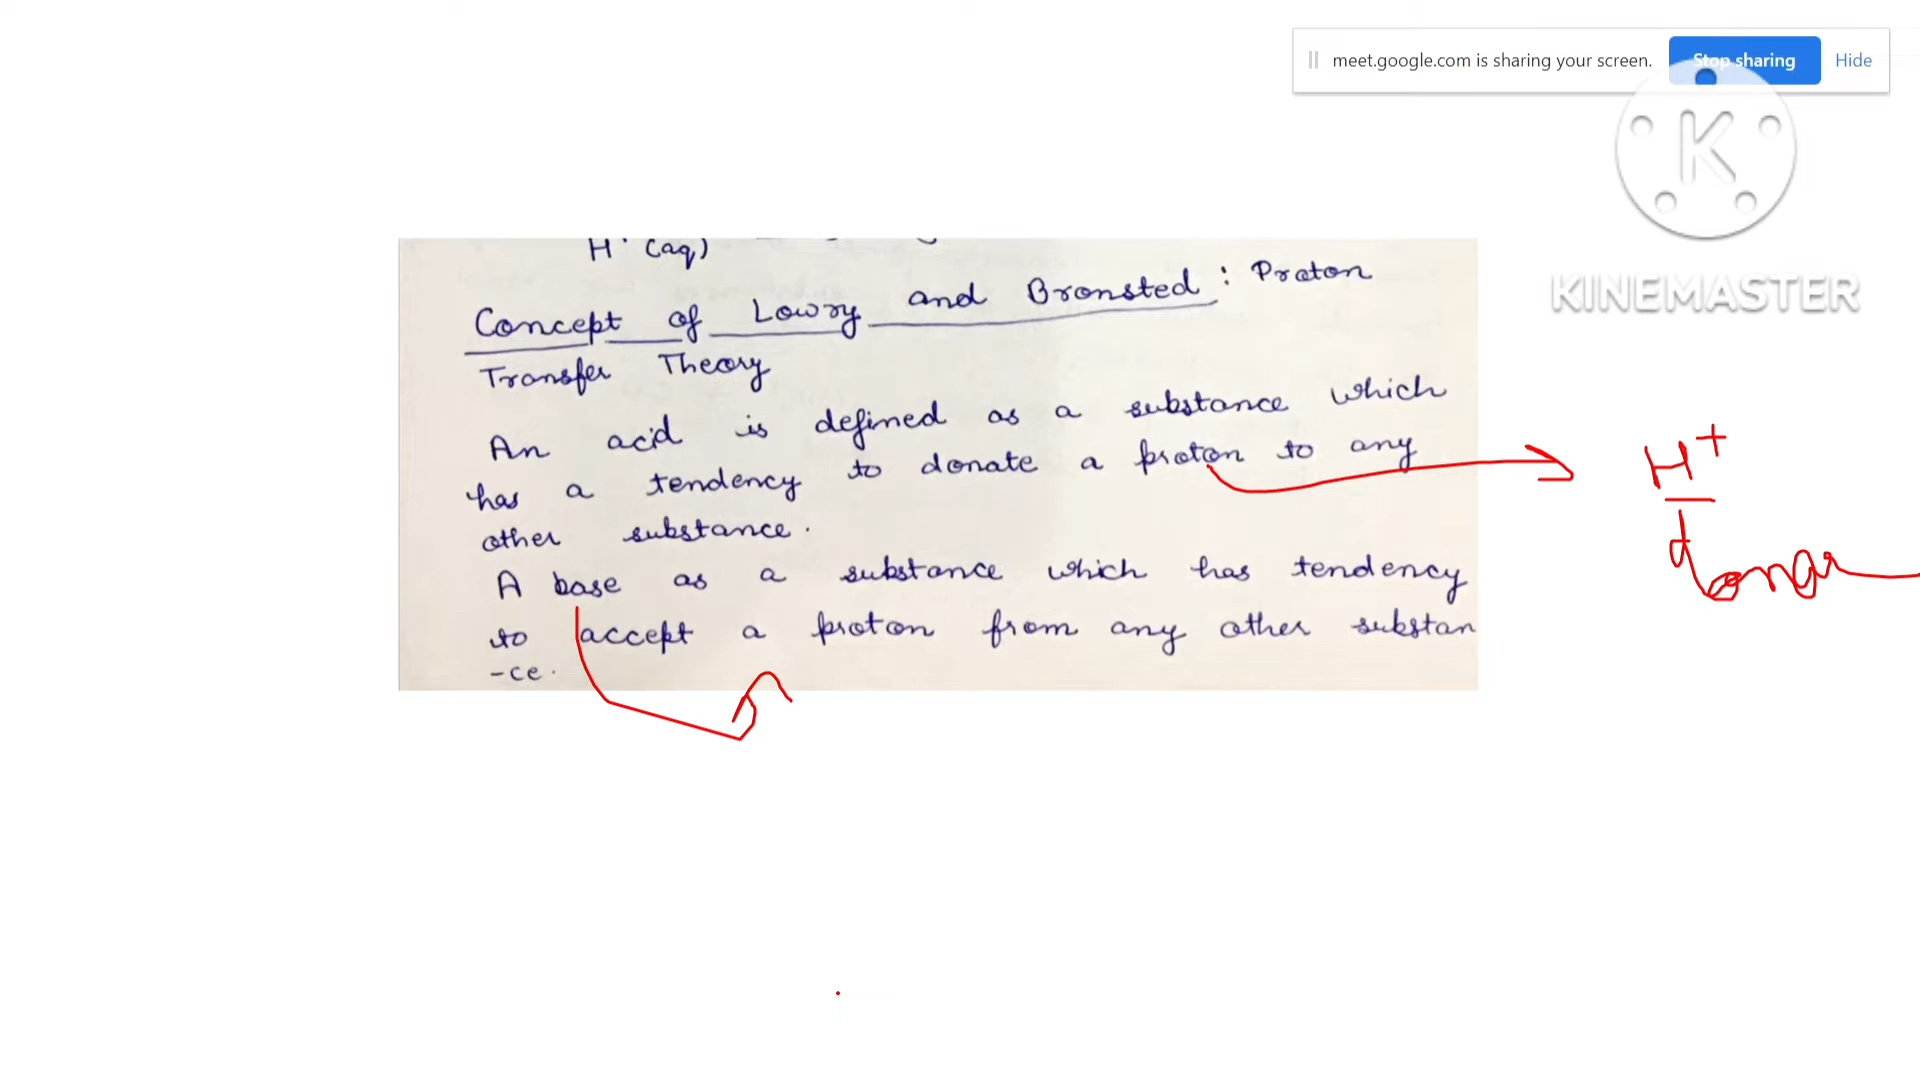 meet.google.com is sharing your screen. Stop sharing Hide
KINEMASTER
H+ (aq)
Concept of Lowry and Bronsted : Proton
Transfer Theory
An acid is defined as a substance which
has a tendency to donate a proton to any
other substance.
A base as a substance which has tendency
to accept a proton from any other substan
-ce.
H+